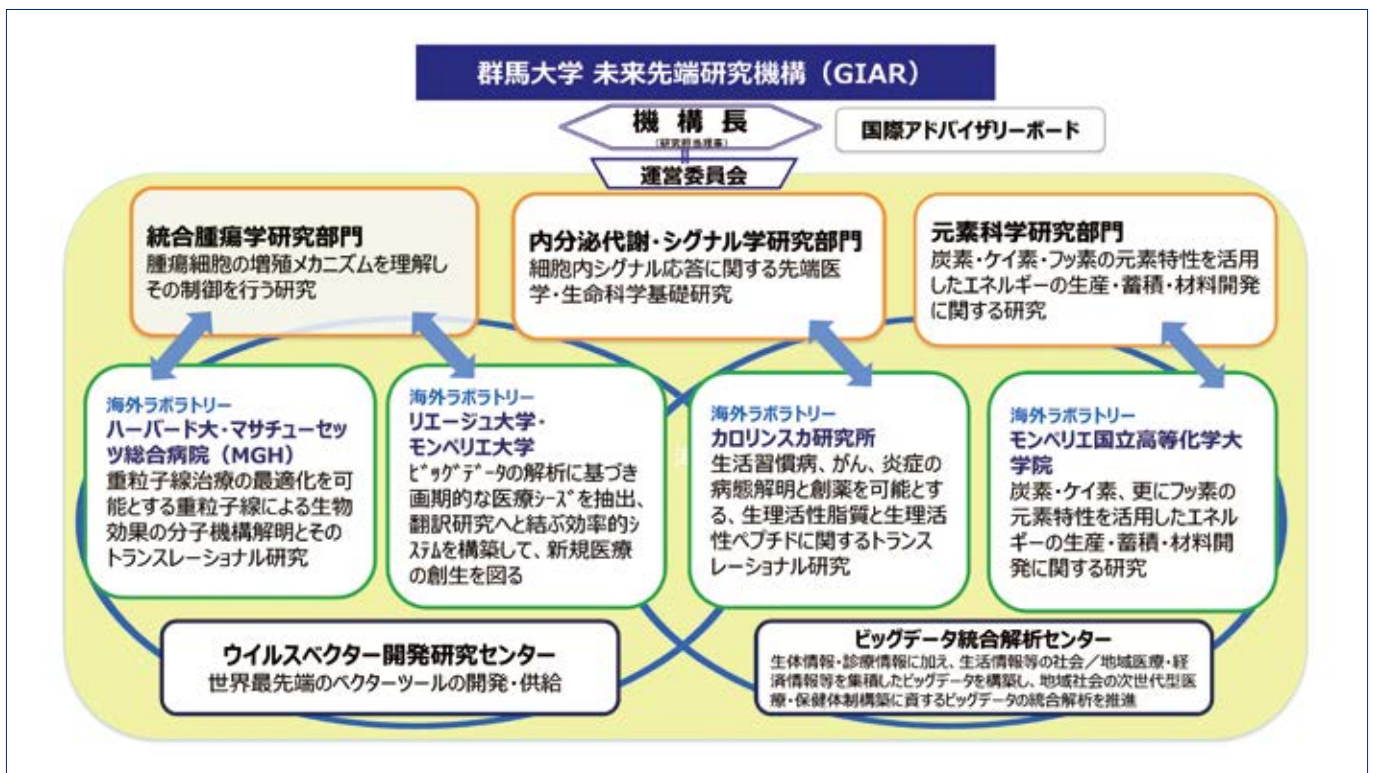 群馬大学 未来先端研究機構（GIAR）
機 構 長
（研究担当理事）
国際アドバイザリーボード
運営委員会
統合腫瘍学研究部門
腫瘍細胞の増殖メカニズムを理解し
その制御を行う研究
内分泌代謝・シグナル学研究部門
細胞内シグナル応答に関する先端医
学・生命科学基礎研究
元素科学研究部門
炭素・ケイ素・フッ素の元素特性を活用
したエネルギーの生産・蓄積・材料開発
に関する研究
海外ラボラトリー
ハーバード大・マサチューセッ
ツ総合病院（MGH）
重粒子線治療の最適化を可
能とする重粒子線による生物
効果の分子機構解明とその
トランスレーショナル研究
海外ラボラトリー
リエージュ大学・
モンペリエ大学
ﾋﾞｯｸﾞﾃﾞｰﾀの解析に基づき
画期的な医療ｼｰｽﾞを抽出、
翻訳研究へと結ぶ効率的ｼ
ｽﾃﾑを構築して、新規医療
の創生を図る
海外ラボラトリー
カロリンスカ研究所
生活習慣病、がん、炎症の
病態解明と創薬を可能とす
る、生理活性脂質と生理活
性ペプチドに関するトランス
レーショナル研究
海外ラボラトリー
モンペリエ国立高等化学大
学院
炭素・ケイ素、更にフッ素の
元素特性を活用したエネル
ギーの生産・蓄積・材料開
発に関する研究
ウイルスベクター開発研究センター
世界最先端のベクターツールの開発・供給
ビッグデータ統合解析センター
生体情報・診療情報に加え、生活情報等の社会／地域医療・経
済情報等を集積したビッグデータを構築し、地域社会の次世代型医
療・保健体制構築に資するビッグデータの統合解析を推進